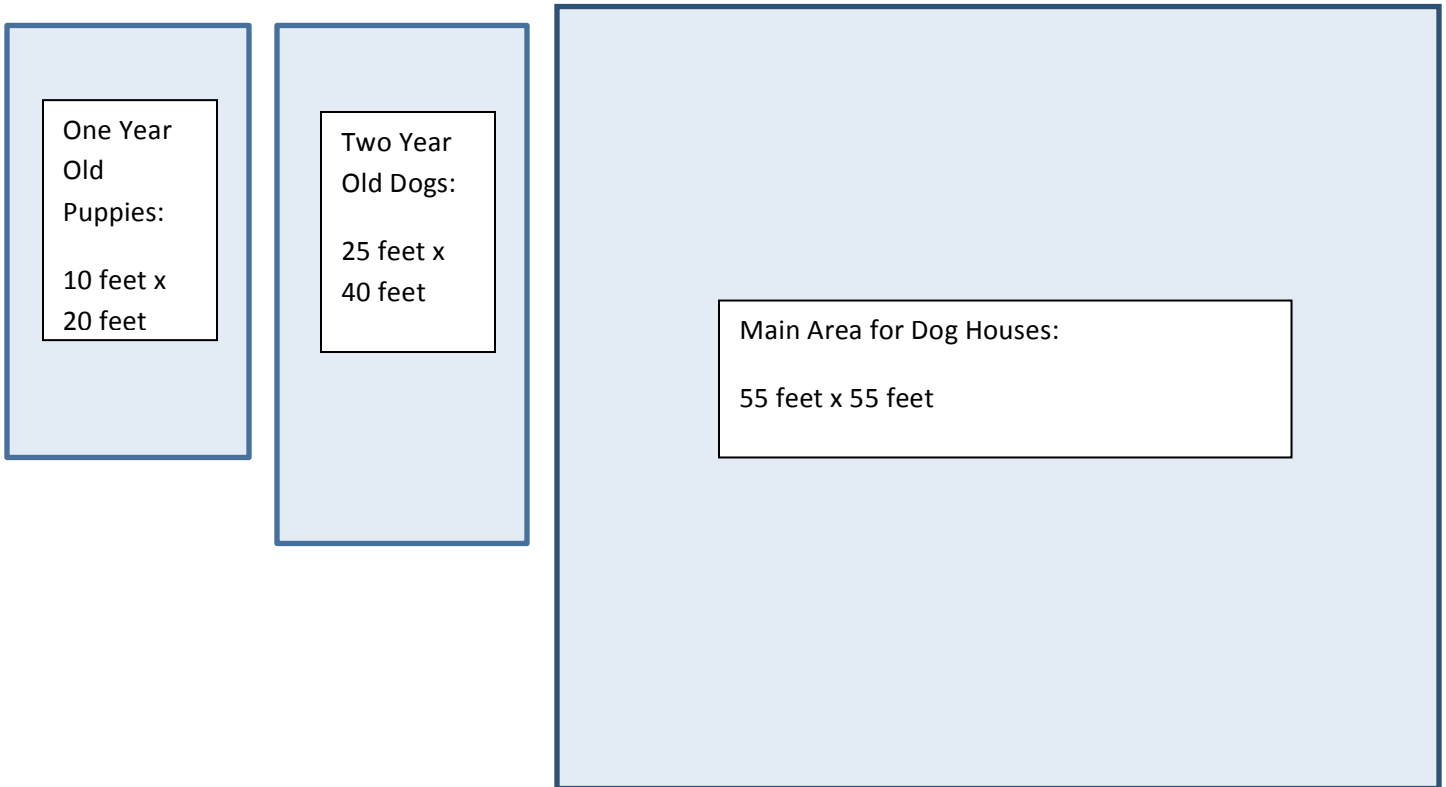 One Year
Old
Puppies:
10 feet x
20 feet
Two Year
Old Dogs:
25 feet x
40 feet
Main Area for Dog Houses:
55 feet x 55 feet